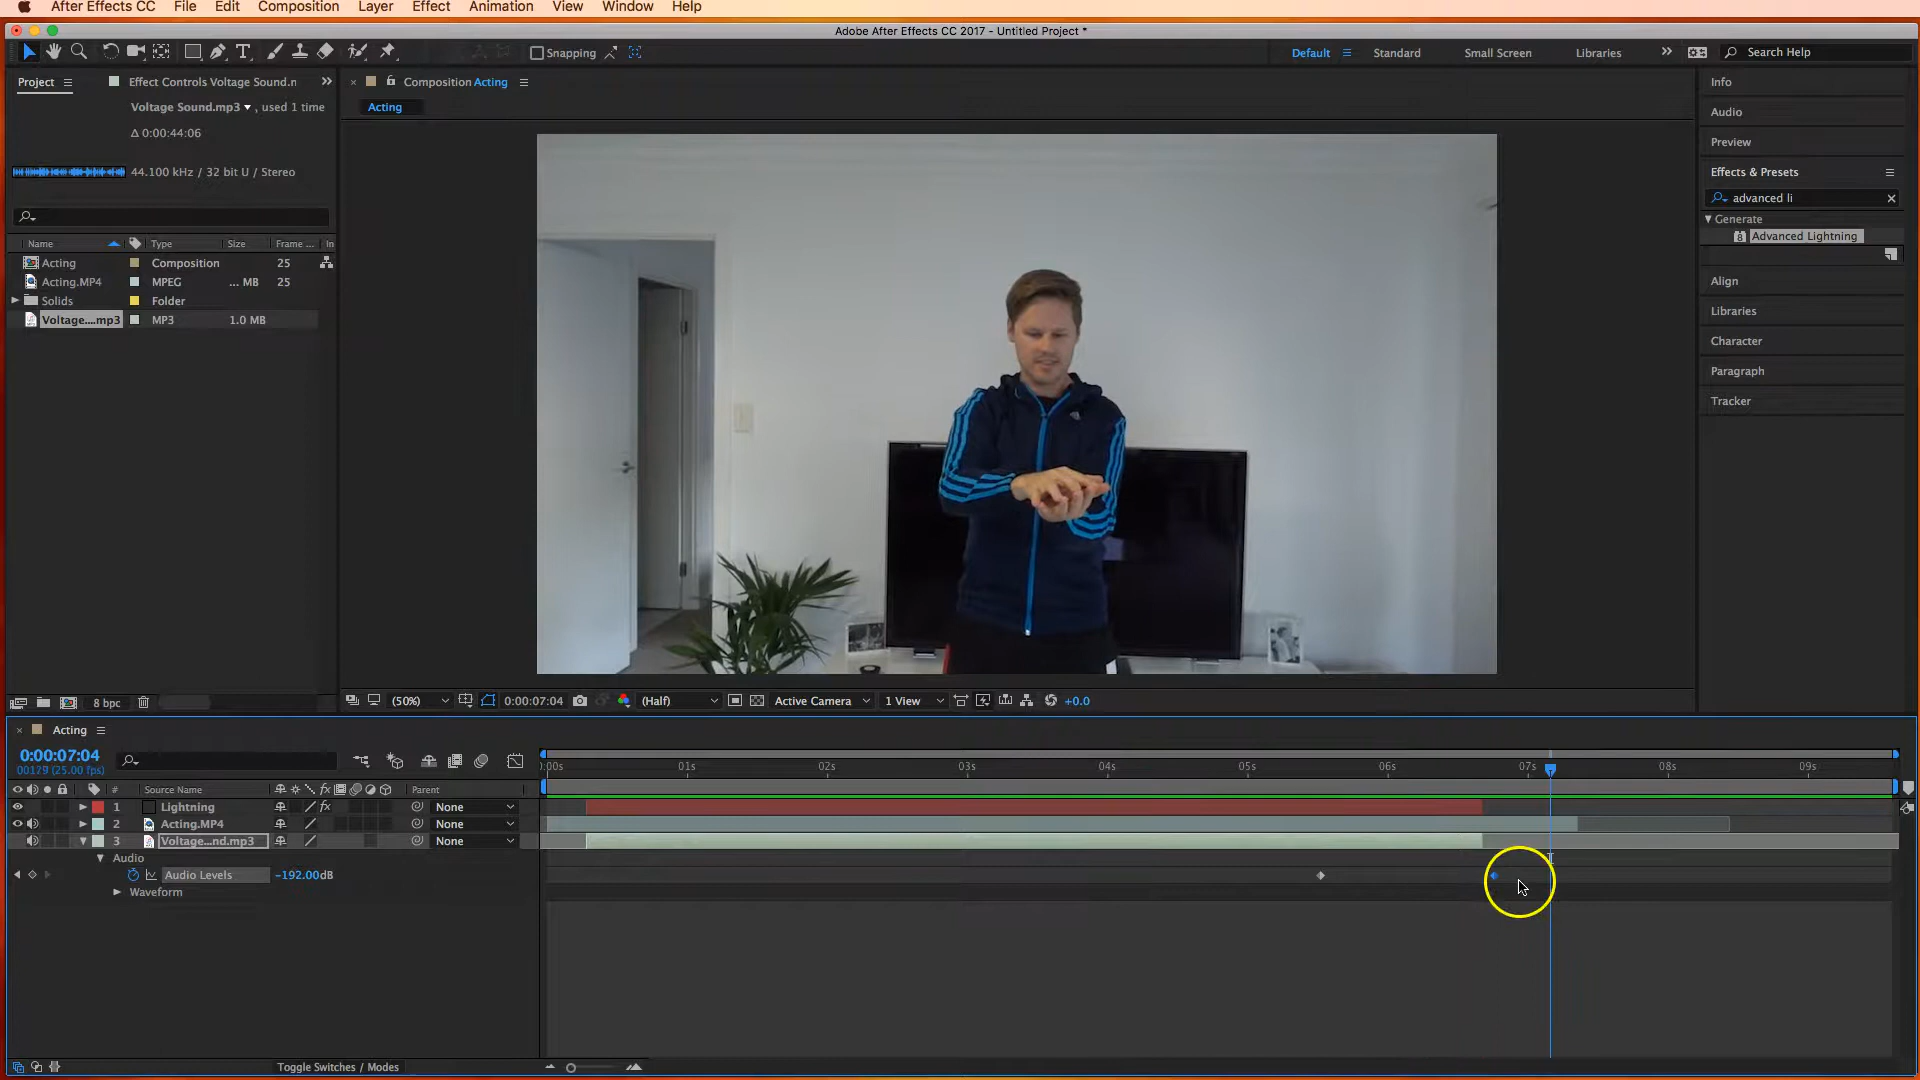 After Effects CC File Edit Composition Layer Effect Animation View Window Help
Adobe After Effects CC 2017 - Untitled Project *
Snapping Default Standard Small Screen Libraries Search Help
Project Effect Controls Voltage Sound.n Composition Acting Info
Voltage Sound.mp3 , used 1 time Acting Audio
Δ 0:00:44:06 Preview
44.100 kHz / 32 bit U / Stereo Effects & Presets
advanced li
Generate
Advanced Lightning
Name Type Size Frame ... In
Acting Composition 25
Acting.MP4 MPEG ... MB 25
Solids Folder
Voltage....mp3 MP3 1.0 MB
Align
Libraries
Character
Paragraph
Tracker
8 bpc (50%) 0:00:07:04 (Half) Active Camera 1 View +0.0
Acting
0:00:07:04
00179 (25.00 fps)
:00s 01s 02s 03s 04s 05s 06s 07s 08s 09s
# Source Name fx Parent
1 Lightning fx None
2 Acting.MP4 None
3 Voltage...nd.mp3 None
Audio
Audio Levels -192.00dB
Waveform
Toggle Switches / Modes